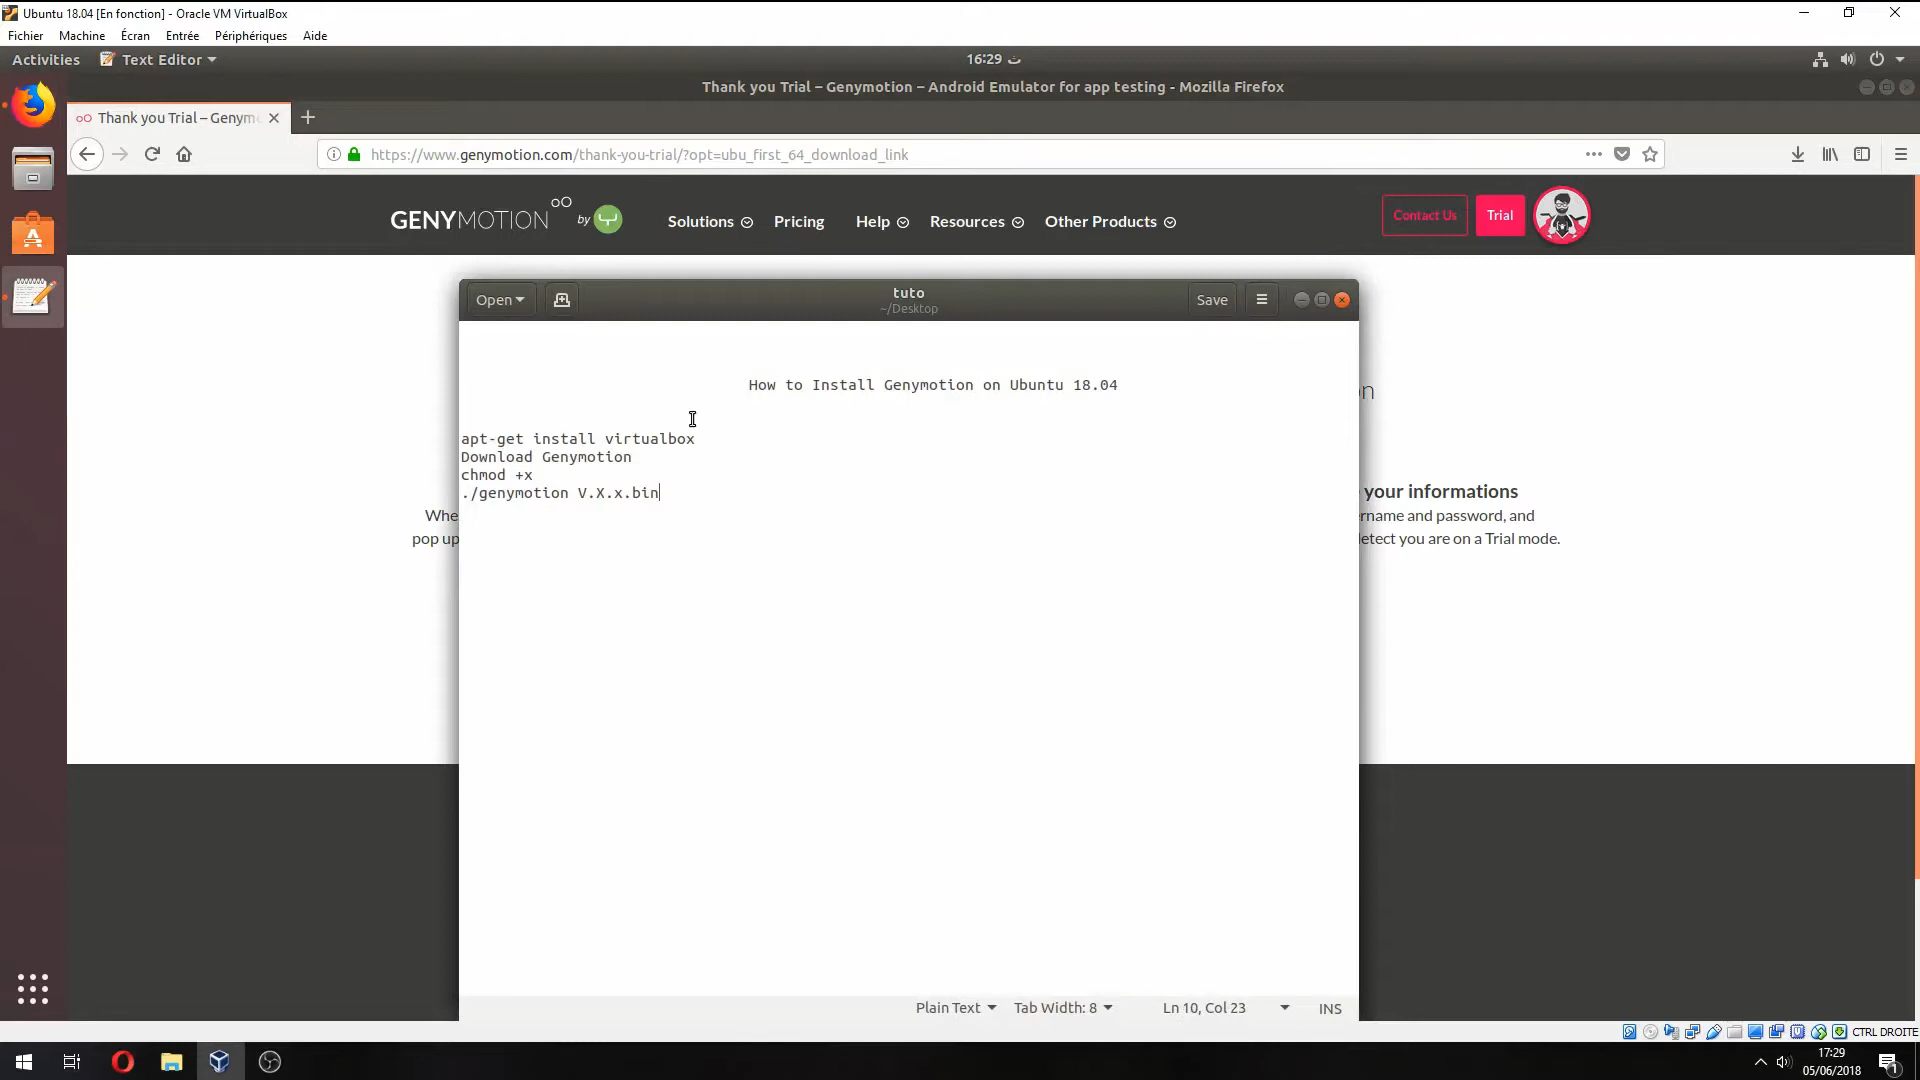 Ubuntu 18.04 [En fonction] - Oracle VM VirtualBox
Fichier Machine Écran Entrée Périphériques Aide
Activities Text Editor 16:29 ث
Thank you Trial – Genymotion – Android Emulator for app testing - Mozilla Firefox
Thank you Trial – Genym
https://www.genymotion.com/thank-you-trial/?opt=ubu_first_64_download_link
GENYMOTION by Solutions Pricing Help Resources Other Products Contact Us Trial
Open tuto Save
~/Desktop
How to Install Genymotion on Ubuntu 18.04
on
apt-get install virtualbox
Download Genymotion
chmod +x
./genymotion V.X.x.bin
your informations
Whe
ername and password, and
pop up
detect you are on a Trial mode.
Plain Text Tab Width: 8 Ln 10, Col 23 INS
CTRL DROITE
17:29
05/06/2018
1